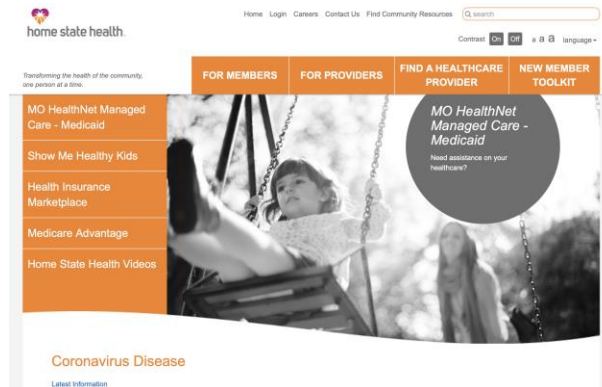 Home Login Careers Contact Us Find Community Resources search
home state health.
Contrast On Off a a a language
Transforming the health of the community,
one person at a time.
FOR MEMBERS
FOR PROVIDERS
FIND A HEALTHCARE
PROVIDER
NEW MEMBER
TOOLKIT
MO HealthNet Managed
Care - Medicaid
Show Me Healthy Kids
Health Insurance
Marketplace
Medicare Advantage
Home State Health Videos
MO HealthNet
Managed Care -
Medicaid
Need assistance on your
healthcare?
Coronavirus Disease
Latest Information